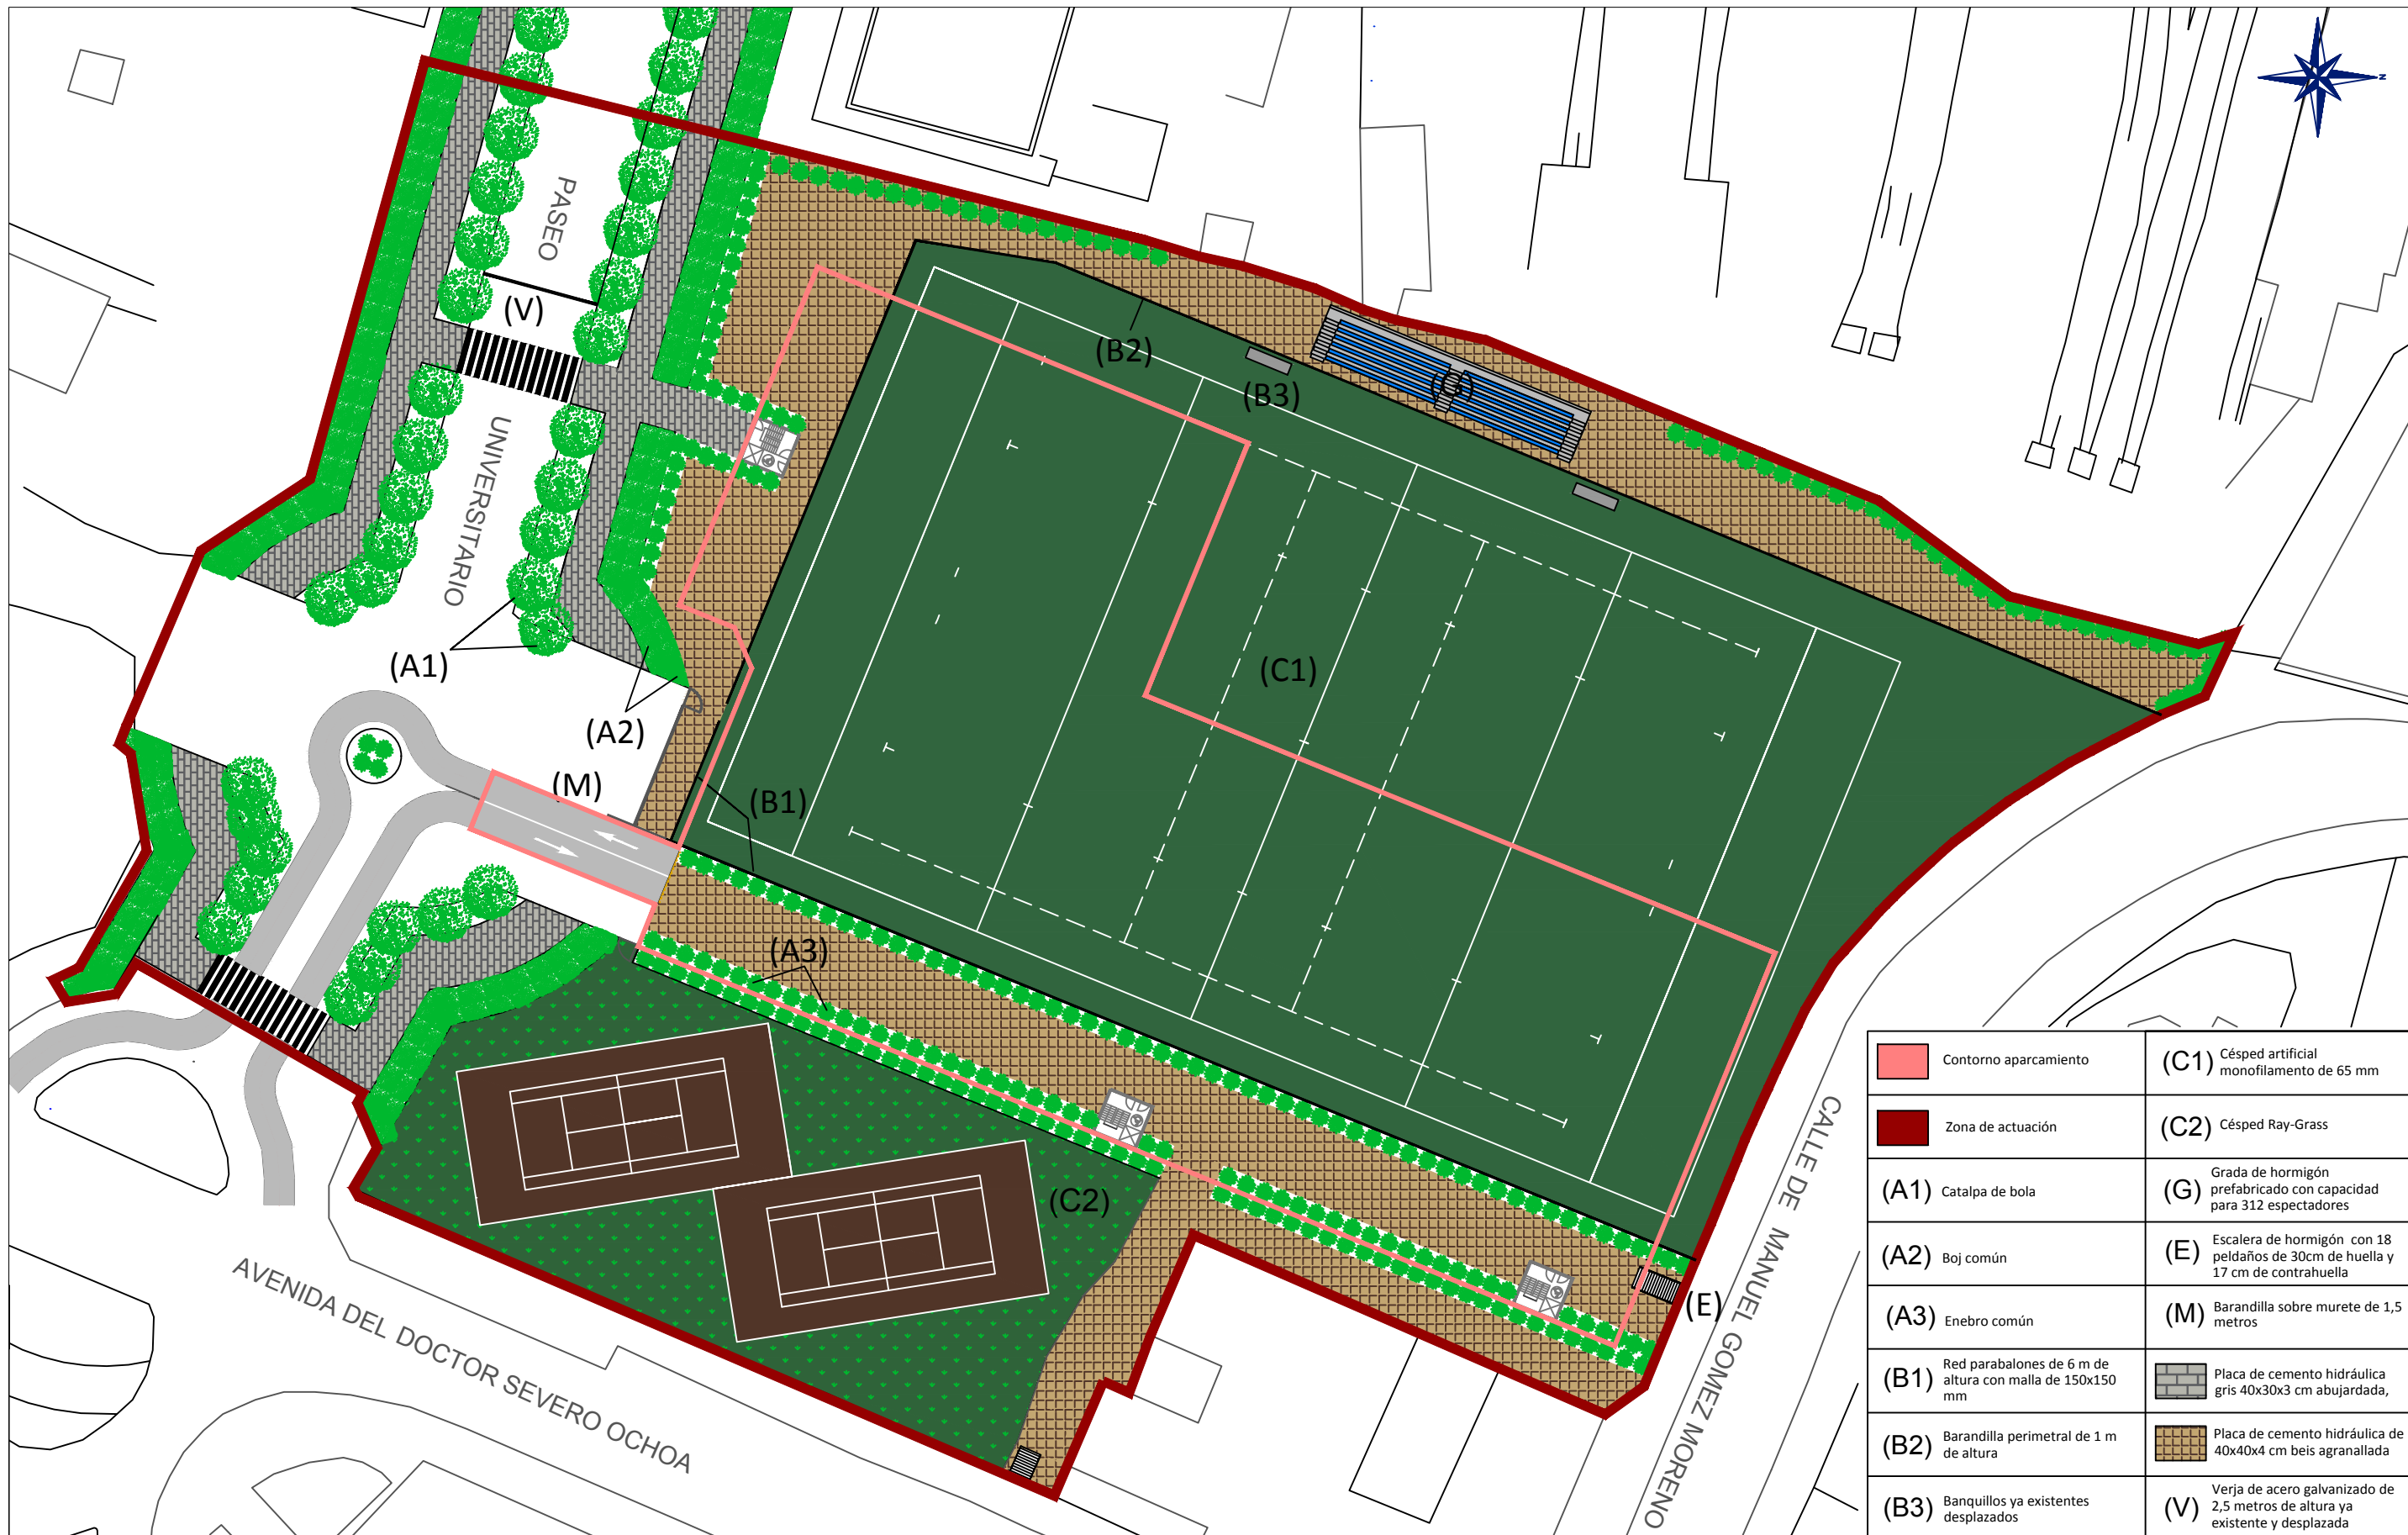 N
PASEO
(V)
UNIVERSITARIO
(B2)
(B3)
(G)
(A1)
(A2)
(C1)
(M)
(B1)
(A3)
(C2)
(E)
CALLE DE MANUEL GOMEZ MORENO
AVENIDA DEL DOCTOR SEVERO OCHOA
Contorno aparcamiento
(C1) Césped artificial
monofilamento de 65 mm
Zona de actuación
(C2) Césped Ray-Grass
(A1) Catalpa de bola
(G) Grada de hormigón
prefabricado con capacidad
para 312 espectadores
(A2) Boj común
(E) Escalera de hormigón con 18
peldaños de 30cm de huella y
17 cm de contrahuella
(A3) Enebro común
(M) Barandilla sobre murete de 1,5
metros
(B1) Red parabalones de 6 m de
altura con malla de 150x150
mm
Placa de cemento hidráulica
gris 40x30x3 cm abujardada,
(B2) Barandilla perimetral de 1 m
de altura
Placa de cemento hidráulica de
40x40x4 cm beis agranallada
(B3) Banquillos ya existentes
desplazados
(V) Verja de acero galvanizado de
2,5 metros de altura ya
existente y desplazada